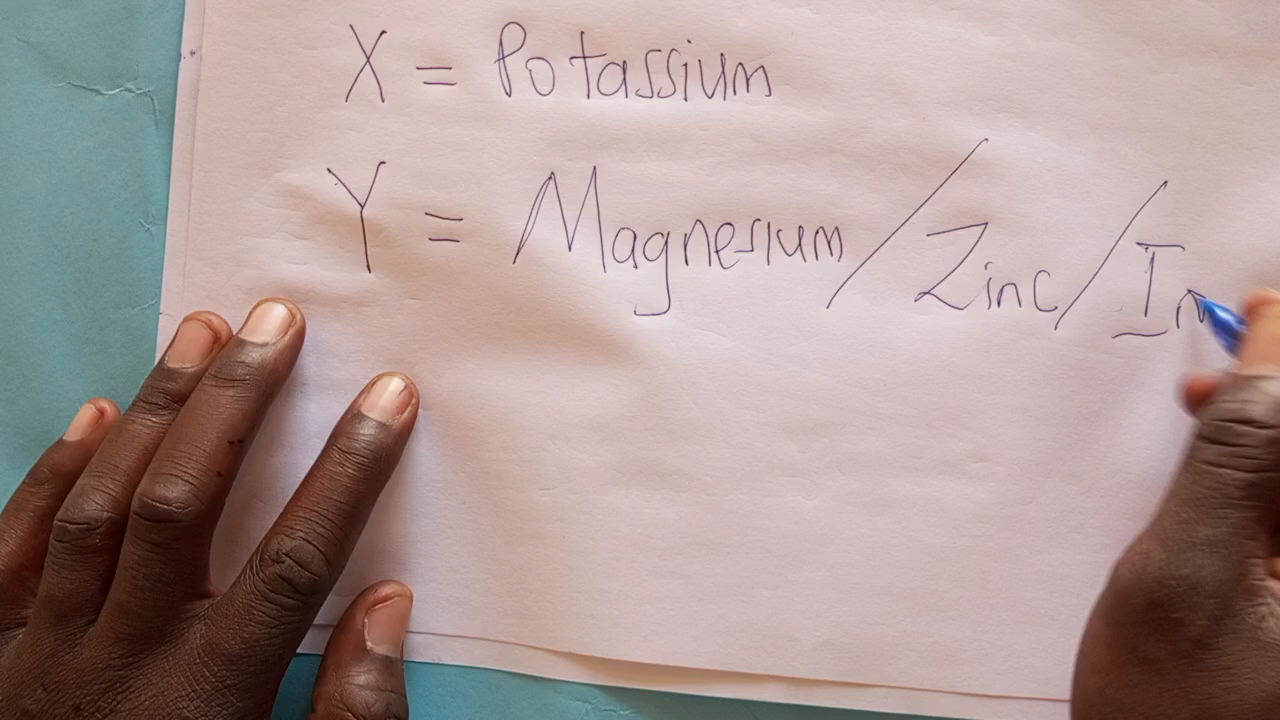 X = Potassium
Y = Magnesium/Zinc/I